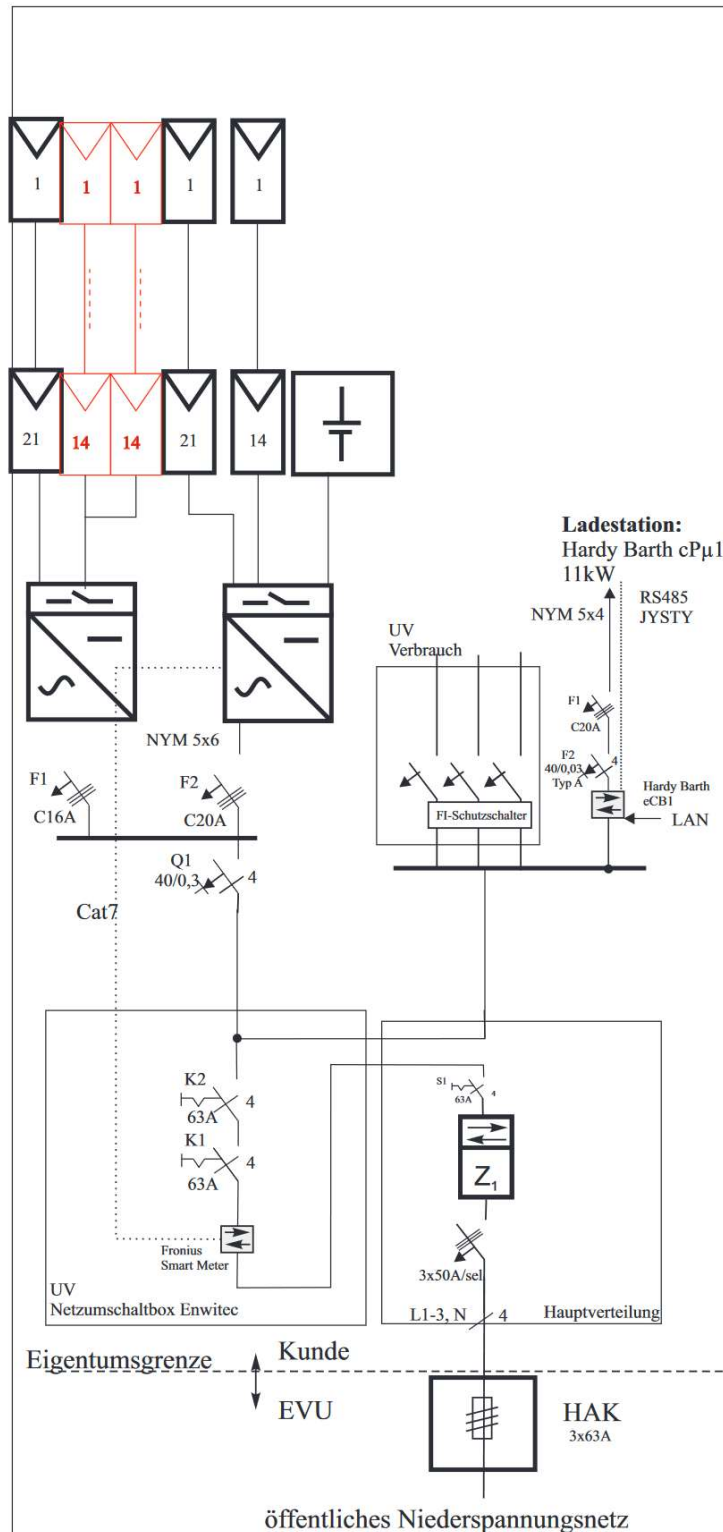 1 1 1 1 1
21 14 14 21 14
Ladestation:
Hardy Barth cPµ1
11kW
NYM 5x4
RS485
JYSTY
UV
Verbrauch
F1
C20A
F2
40/0,03
Typ A
4
Hardy Barth
eCB1
LAN
FI-Schutzschalter
NYM 5x6
F1
C16A
F2
C20A
Q1
40/0,3
4
Cat7
K2
63A
4
K1
63A
4
Fronius
Smart Meter
UV
Netzumschaltbox Enwitec
S1
63A
4
Z1
3x50A/sel.
L1-3, N
4
Hauptverteilung
Eigentumsgrenze
Kunde
EVU
HAK
3x63A
öffentliches Niederspannungsnetz